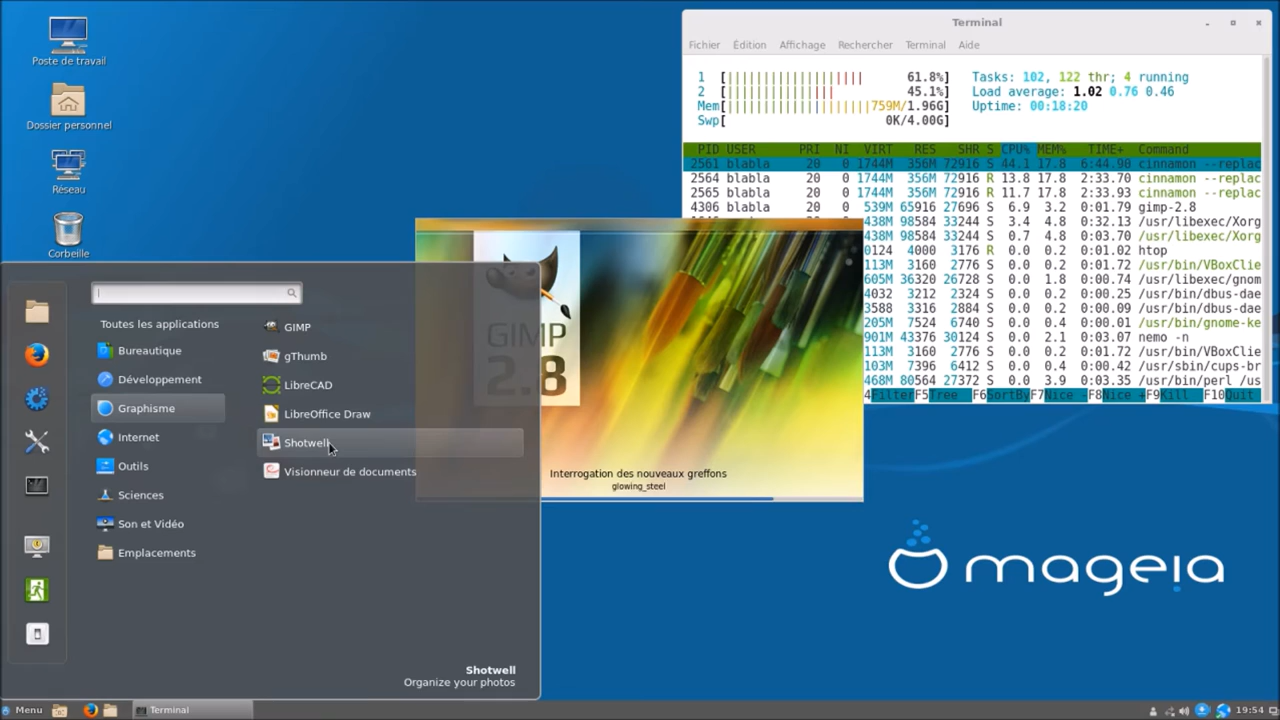 Poste de travail
Dossier personnel
Réseau
Corbeille
Terminal
Fichier Édition Affichage Rechercher Terminal Aide
1 [|||||||||||||||||||| 61.8%] Tasks: 102, 122 thr; 4 running
2 [||||||||||||||| 45.1%] Load average: 1.02 0.76 0.46
Mem[||||||||||||||||||||759M/1.96G] Uptime: 00:18:20
Swp[ 0K/4.00G]
PID USER PRI NI VIRT RES SHR S CPU% MEM% TIME+ Command
2561 blabla 20 0 1744M 356M 72916 S 44.1 17.8 6:44.90 cinnamon --replac
2564 blabla 20 0 1744M 356M 72916 R 13.8 17.8 2:33.70 cinnamon --replac
2565 blabla 20 0 1744M 356M 72916 R 11.7 17.8 2:33.93 cinnamon --replac
4306 blabla 20 0 539M 65916 27696 S 6.9 3.2 0:01.79 gimp-2.8
438M 98584 33244 S 3.4 4.8 0:32.13 /usr/libexec/Xorg
438M 98584 33244 S 0.7 4.8 0:03.70 /usr/libexec/Xorg
0124 4000 3176 R 0.0 0.2 0:01.02 htop
113M 3160 2776 S 0.0 0.2 0:01.72 /usr/bin/VBoxClie
605M 36320 26728 S 0.0 1.8 0:00.74 /usr/libexec/gnom
4032 3212 2324 S 0.0 0.2 0:00.25 /usr/bin/dbus-dae
3588 3316 2884 S 0.0 0.2 0:00.09 /usr/bin/dbus-dae
205M 7524 6740 S 0.0 0.4 0:00.01 /usr/bin/gnome-ke
901M 43376 30124 S 0.0 2.1 0:03.07 nemo -n
113M 3160 2776 S 0.0 0.2 0:01.72 /usr/bin/VBoxClie
312M 7396 6412 S 0.0 0.4 0:00.42 /usr/sbin/cups-br
468M 80564 27372 S 0.0 3.9 0:03.35 /usr/bin/perl /us
4Filter F5Tree F6SortBy F7Nice - F8Nice + F9Kill F10Quit
GIMP
2.8
Interrogation des nouveaux greffons
glowing_steel
Toutes les applications
Bureautique
Développement
Graphisme
Internet
Outils
Sciences
Son et Vidéo
Emplacements
GIMP
gThumb
LibreCAD
LibreOffice Draw
Shotwell
Visionneur de documents
Shotwell
Organize your photos
mageia
Menu
Terminal
19:54